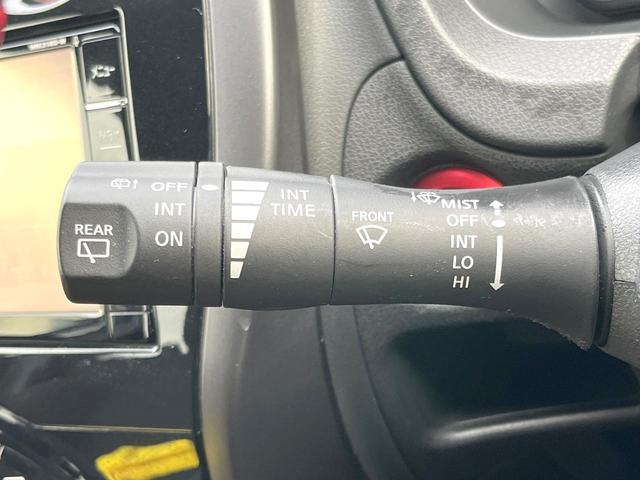 REAR
OFF
INT
ON
INT
TIME
FRONT
MIST
OFF
INT
LO
HI